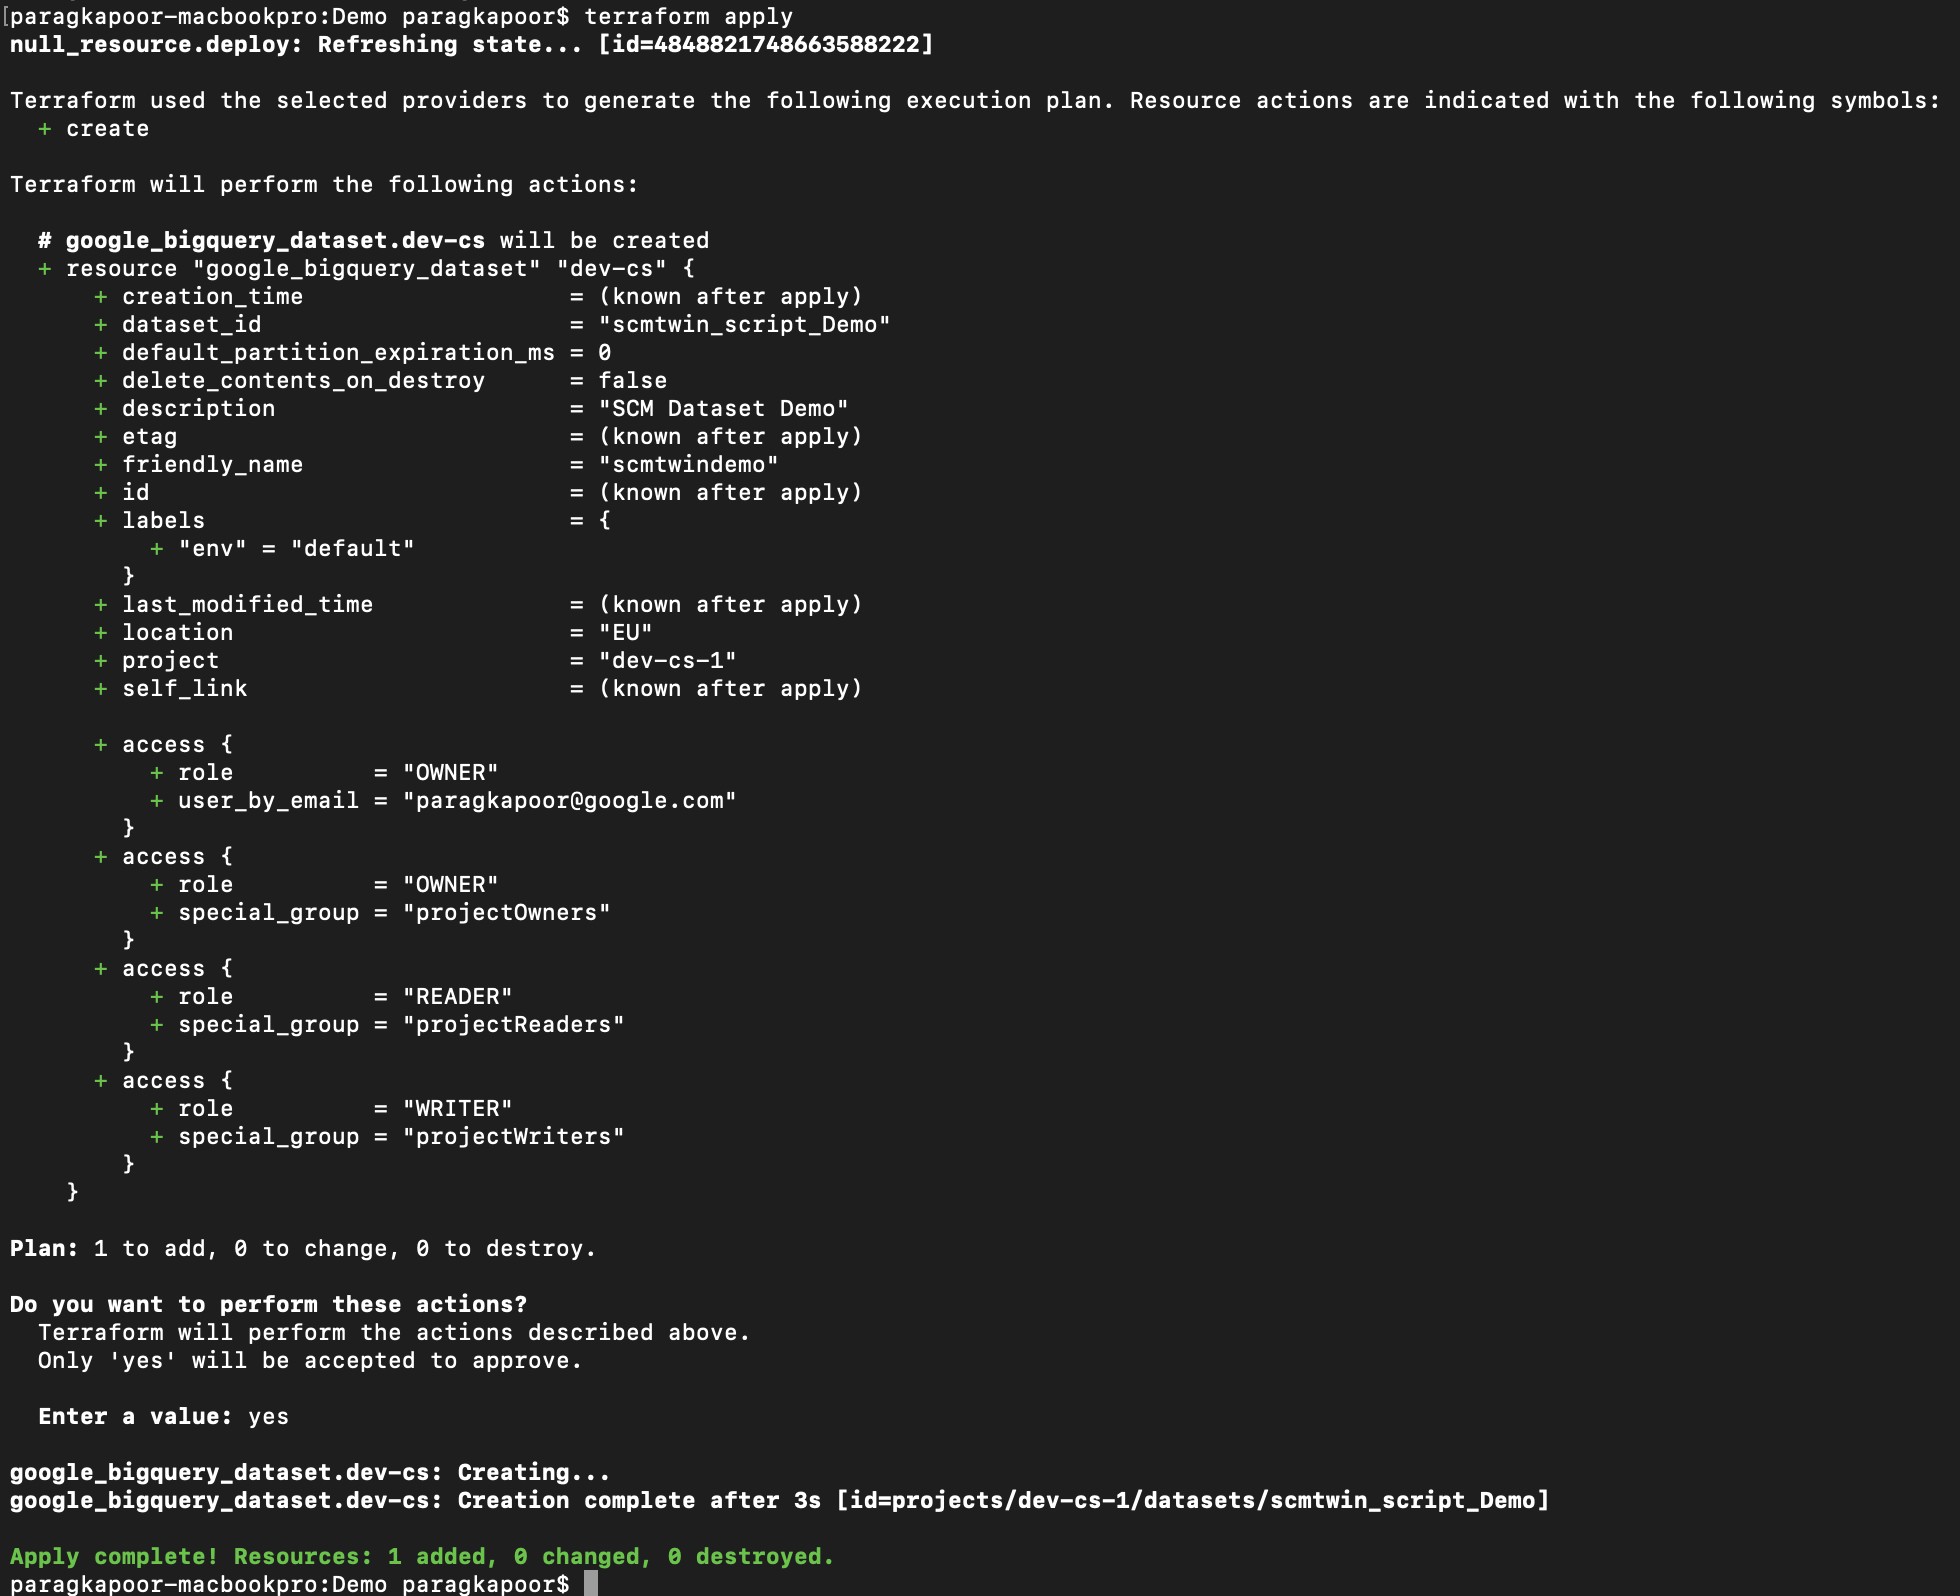 [paragkapoor-macbookpro:Demo paragkapoor$ terraform apply
null_resource.deploy: Refreshing state... [id=4848821748663588222]

Terraform used the selected providers to generate the following execution plan. Resource actions are indicated with the following symbols:
  + create

Terraform will perform the following actions:

  # google_bigquery_dataset.dev-cs will be created
  + resource "google_bigquery_dataset" "dev-cs" {
      + creation_time                   = (known after apply)
      + dataset_id                      = "scmtwin_script_Demo"
      + default_partition_expiration_ms = 0
      + delete_contents_on_destroy      = false
      + description                     = "SCM Dataset Demo"
      + etag                            = (known after apply)
      + friendly_name                   = "scmtwindemo"
      + id                              = (known after apply)
      + labels                          = {
          + "env" = "default"
        }
      + last_modified_time              = (known after apply)
      + location                        = "EU"
      + project                         = "dev-cs-1"
      + self_link                       = (known after apply)

      + access {
          + role          = "OWNER"
          + user_by_email = "paragkapoor@google.com"
        }
      + access {
          + role          = "OWNER"
          + special_group = "projectOwners"
        }
      + access {
          + role          = "READER"
          + special_group = "projectReaders"
        }
      + access {
          + role          = "WRITER"
          + special_group = "projectWriters"
        }
    }

Plan: 1 to add, 0 to change, 0 to destroy.

Do you want to perform these actions?
  Terraform will perform the actions described above.
  Only 'yes' will be accepted to approve.

  Enter a value: yes

google_bigquery_dataset.dev-cs: Creating...
google_bigquery_dataset.dev-cs: Creation complete after 3s [id=projects/dev-cs-1/datasets/scmtwin_script_Demo]

Apply complete! Resources: 1 added, 0 changed, 0 destroyed.
paragkapoor-macbookpro:Demo paragkapoor$